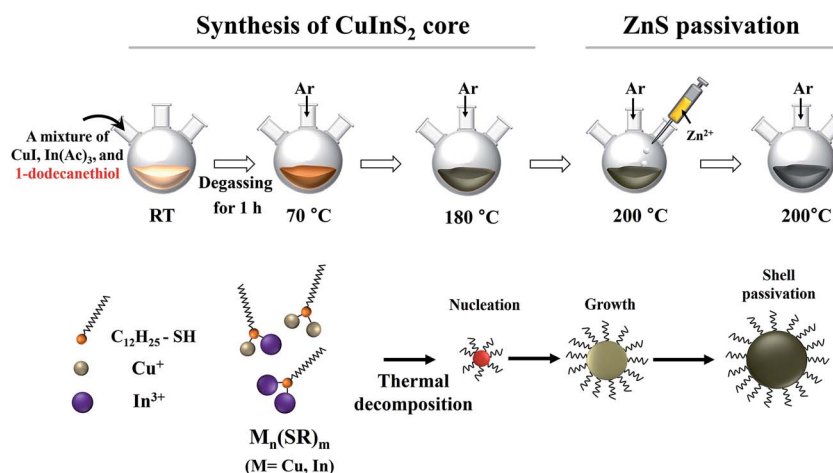 Synthesis of CuInS₂ core
ZnS passivation
Ar
Ar
Ar
Ar
Zn²⁺
A mixture of
CuI, In(Ac)₃, and
1-dodecanethiol
Degassing
for 1 h
RT
70 °C
180 °C
200 °C
200°C
C₁₂H₂₅ - SH
Cu⁺
In³⁺
Mₙ(SR)ₘ
(M= Cu, In)
Thermal
decomposition
Nucleation
Growth
Shell
passivation